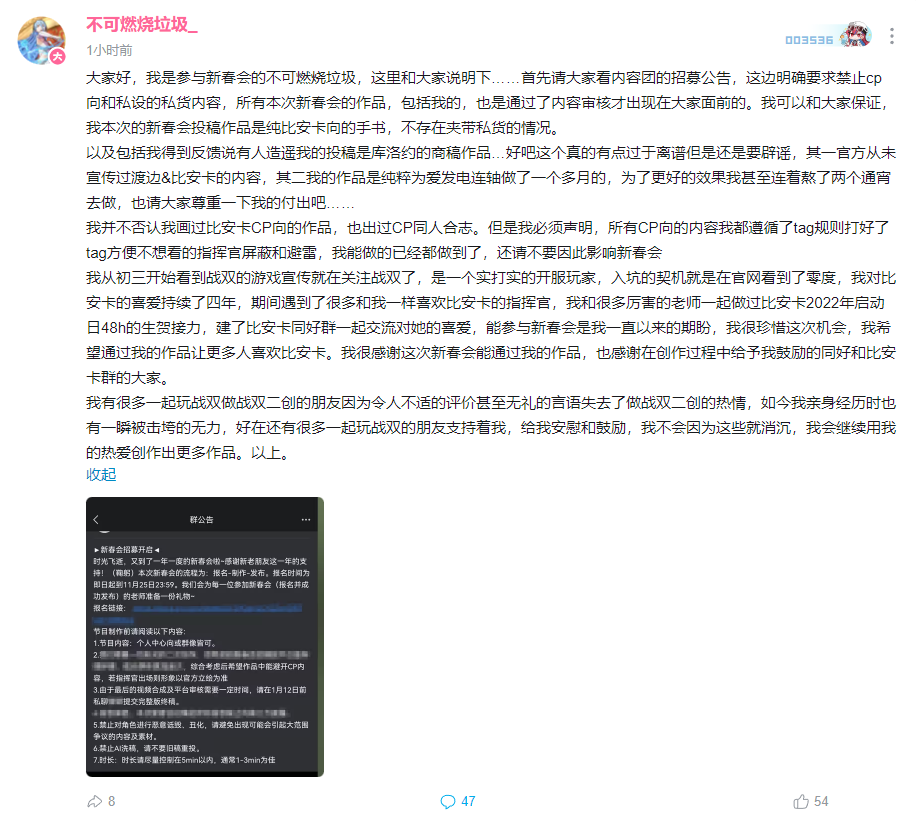 不可燃烧垃圾_
1小时前
003536
大
大家好，我是参与新春会的不可燃烧垃圾，这里和大家说明下……首先请大家看内容团的招募公告，这边明确要求禁止cp
向和私设的私货内容，所有本次新春会的作品，包括我的，也是通过了内容审核才出现在大家面前的。我可以和大家保证，
我本次的新春会投稿作品是纯比安卡向的手书，不存在夹带私货的情况。
以及包括我得到反馈说有人造遥我的投稿是库洛约的商稿作品…好吧这个真的有点过于离谱但是还是要辟谣，其一官方从未
宣传过渡边&比安卡的内容，其二我的作品是纯粹为爱发电连轴做了一个多月的，为了更好的效果我甚至连着熬了两个通宵
去做，也请大家尊重一下我的付出吧……
我并不否认我画过比安卡CP向的作品，也出过CP同人合志。但是我必须声明，所有CP向的内容我都遵循了tag规则打好了
tag方便不想看的指挥官屏蔽和避雷，我能做的已经都做到了，还请不要因此影响新春会
我从初三开始看到战双的游戏宣传就在关注战双了，是一个实打实的开服玩家，入坑的契机就是在官网看到了零度，我对比
安卡的喜爱持续了四年，期间遇到了很多和我一样喜欢比安卡的指挥官，我和很多厉害的老师一起做过比安卡2022年启动
日48h的生贺接力，建了比安卡同好群一起交流对她的喜爱，能参与新春会是我一直以来的期盼，我很珍惜这次机会，我希
望通过我的作品让更多人喜欢比安卡。我很感谢这次新春会能通过我的作品，也感谢在创作过程中给予我鼓励的同好和比安
卡群的大家。
我有很多一起玩战双做战双二创的朋友因为令人不适的评价甚至无礼的言语失去了做战双二创的热情，如今我亲身经历时也
有一瞬被击垮的无力，好在还有很多一起玩战双的朋友支持着我，给我安慰和鼓励，我不会因为这些就消沉，我会继续用我
的热爱创作出更多作品。以上。
收起
群公告
►新春会招募开启◄
时光飞逝，又到了一年一度的新春会啦~感谢新老朋友这一年的支
持！（鞠躬）本次新春会的流程为：报名-制作-发布。报名时间为
即日起到11月25日23:59。我们会为每一位参加新春会（报名并成
功发布）的老师准备一份礼物~
报名链接：
节目制作前请阅读以下内容：
1.节目内容：个人中心向或群像皆可。
2.
综合考虑后希望作品中能避开CP内
容，若指挥官出场则形象以官方立绘为准
3.由于最后的视频合成及平台审核需要一定时间，请在1月12日前
私聊 提交完整版终稿。
5.禁止对角色进行恶意诋毁、丑化，请避免出现可能会引起大范围
争议的内容及素材。
6.禁止AI洗稿，请不要旧稿重投。
7.时长：时长请尽量控制在5min以内，通常1-3min为佳
8
47
54